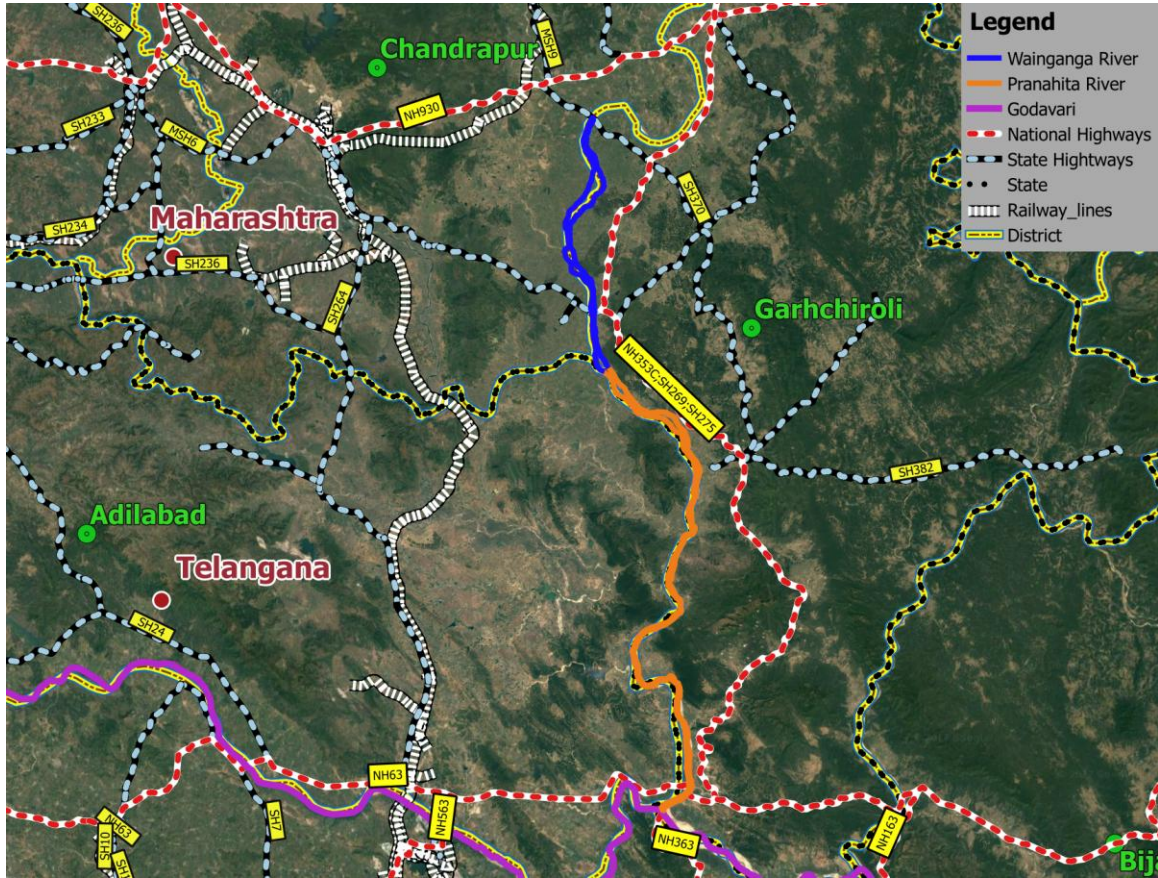 SH236
Chandrapur
MSH9
NH930
SH233
MSH6
Maharashtra
SH234
SH236
SH370
SH264
Garhchiroli
NH353C;SH269;SH275
SH382
Adilabad
Telangana
SH24
NH63
NH563
NH63
SH10
SH7
NH363
NH163
Bij
Legend
Wainganga River
Pranahita River
Godavari
National Highways
State Hightways
State
Railway_lines
District